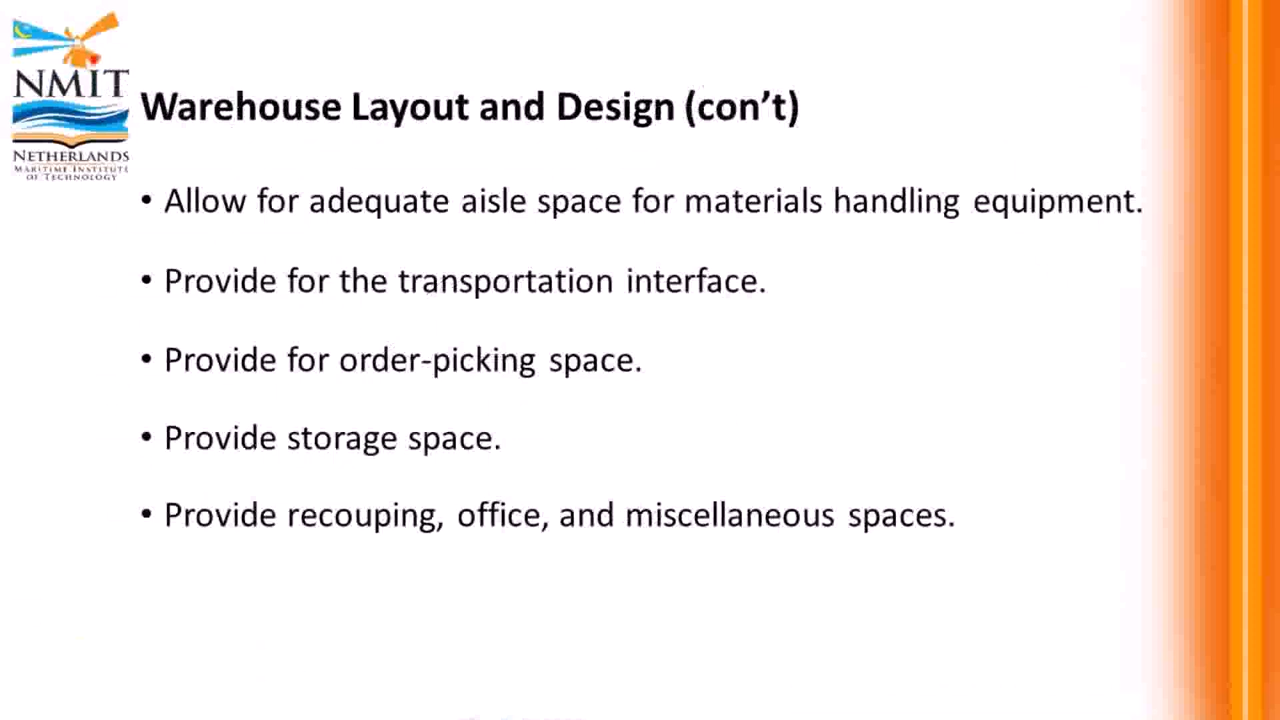 NMIT
NETHERLANDS
MARITIME INSTITUTE
OF TECHNOLOGY
Warehouse Layout and Design (con’t)
• Allow for adequate aisle space for materials handling equipment.
• Provide for the transportation interface.
• Provide for order-picking space.
• Provide storage space.
• Provide recouping, office, and miscellaneous spaces.